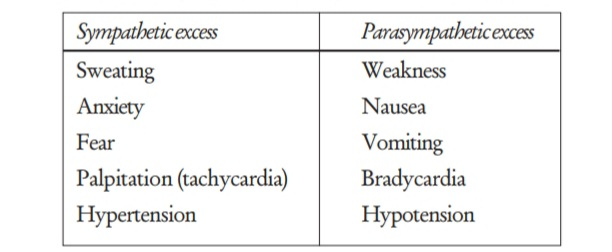 Sympathetic excess Parasympathetic excess
Sweating Weakness
Anxiety Nausea
Fear Vomiting
Palpitation (tachycardia) Bradycardia
Hypertension Hypotension